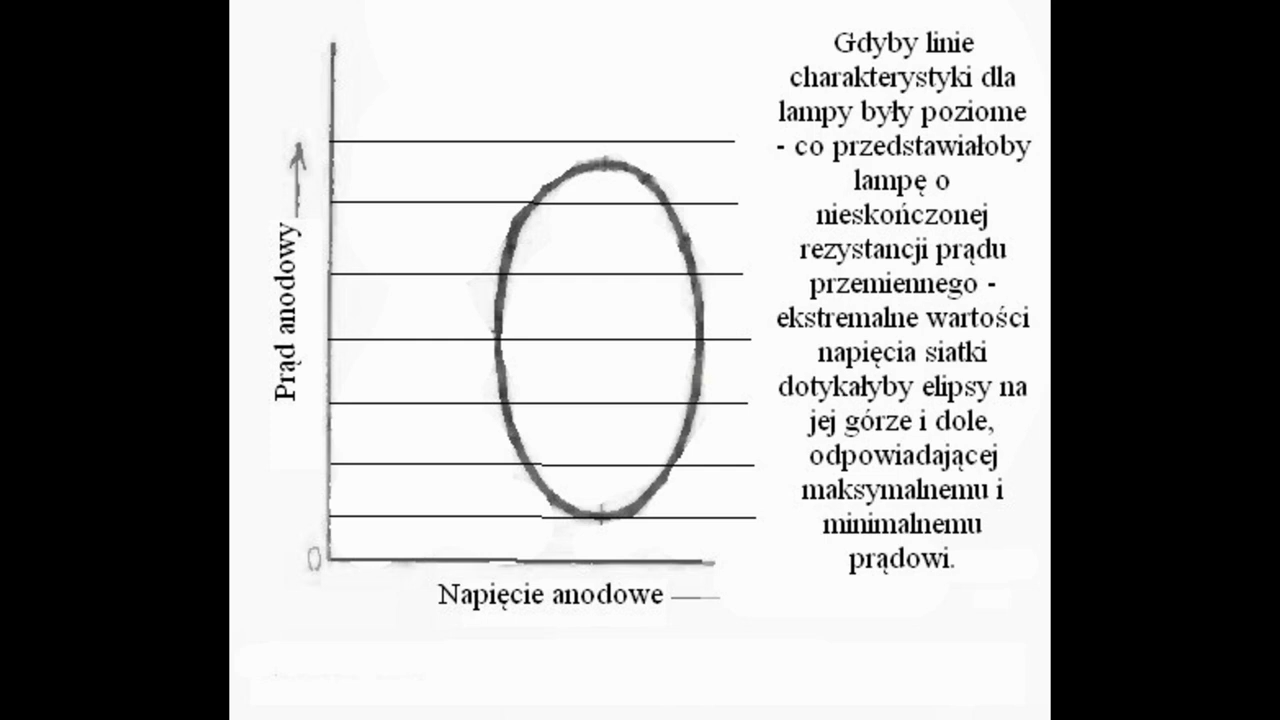 Gdyby linie
charakterystyki dla
lampy były poziome
- co przedstawiałoby
lampę o
nieskończonej
rezystancji prądu
przemiennego -
ekstremalne wartości
napięcia siatki
dotykałyby elipsy na
jej górze i dole,
odpowiadającej
maksymalnemu i
minimalnemu
prądowi.
Prąd anodowy
0
Napięcie anodowe